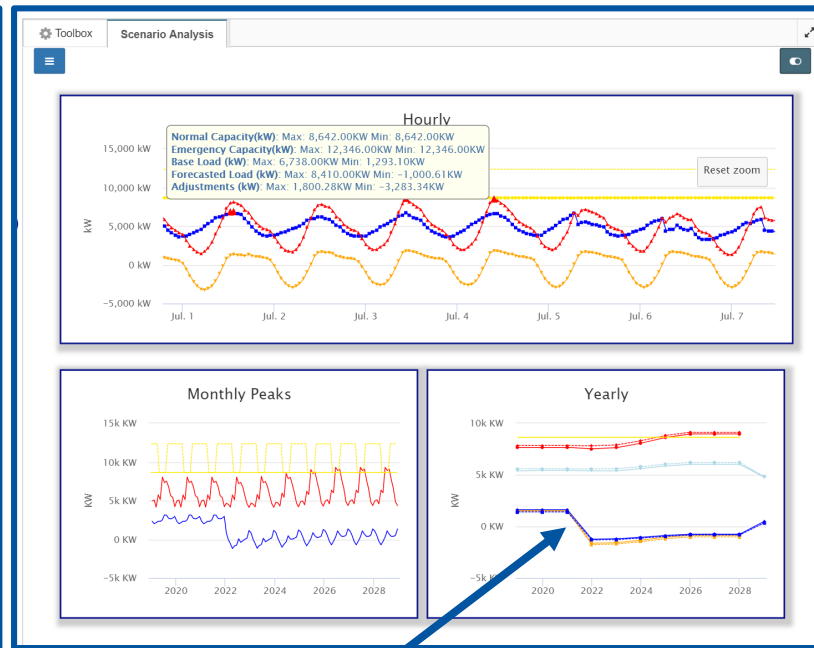 Toolbox
Scenario Analysis
Hourly
Normal Capacity(kW): Max: 8,642.00KW Min: 8,642.00KW
Emergency Capacity(kW): Max: 12,346.00KW Min: 12,346.00KW
Base Load (kW): Max: 6,738.00KW Min: 1,293.10KW
Forecasted Load (kW): Max: 8,410.00KW Min: -1,000.61KW
Adjustments (kW): Max: 1,800.28KW Min: -3,283.34KW
Reset zoom
kW
15,000 kW
10,000 kW
5,000 kW
0 kW
-5,000 kW
Jul. 1
Jul. 2
Jul. 3
Jul. 4
Jul. 5
Jul. 6
Jul. 7
Monthly Peaks
KW
15k KW
10k KW
5k KW
0 KW
-5k KW
2020
2022
2024
2026
2028
Yearly
KW
10k KW
5k KW
0 KW
-5k KW
2020
2022
2024
2026
2028